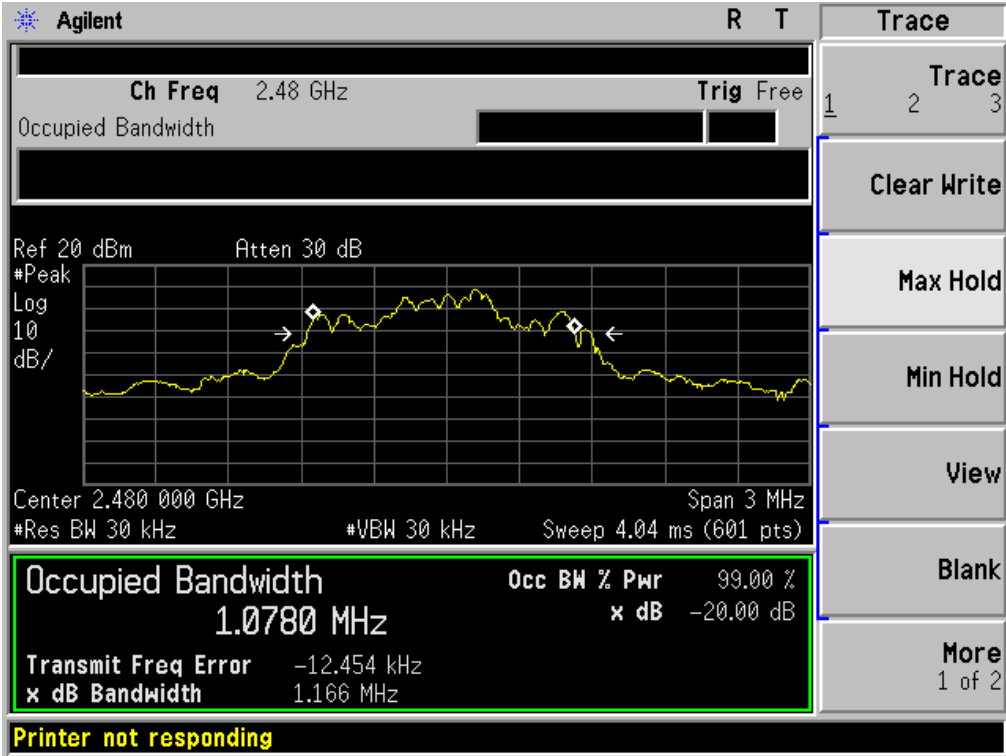 Agilent R T
Ch Freq 2.48 GHz Trig Free
Occupied Bandwidth
Ref 20 dBm Atten 30 dB
#Peak
Log
10
dB/
Center 2.480 000 GHz Span 3 MHz
#Res BW 30 kHz #VBW 30 kHz Sweep 4.04 ms (601 pts)
Occupied Bandwidth Occ BW % Pwr 99.00 %
1.0780 MHz x dB -20.00 dB
Transmit Freq Error -12.454 kHz
x dB Bandwidth 1.166 MHz
Printer not responding
Trace
Trace
1 2 3
Clear Write
Max Hold
Min Hold
View
Blank
More
1 of 2